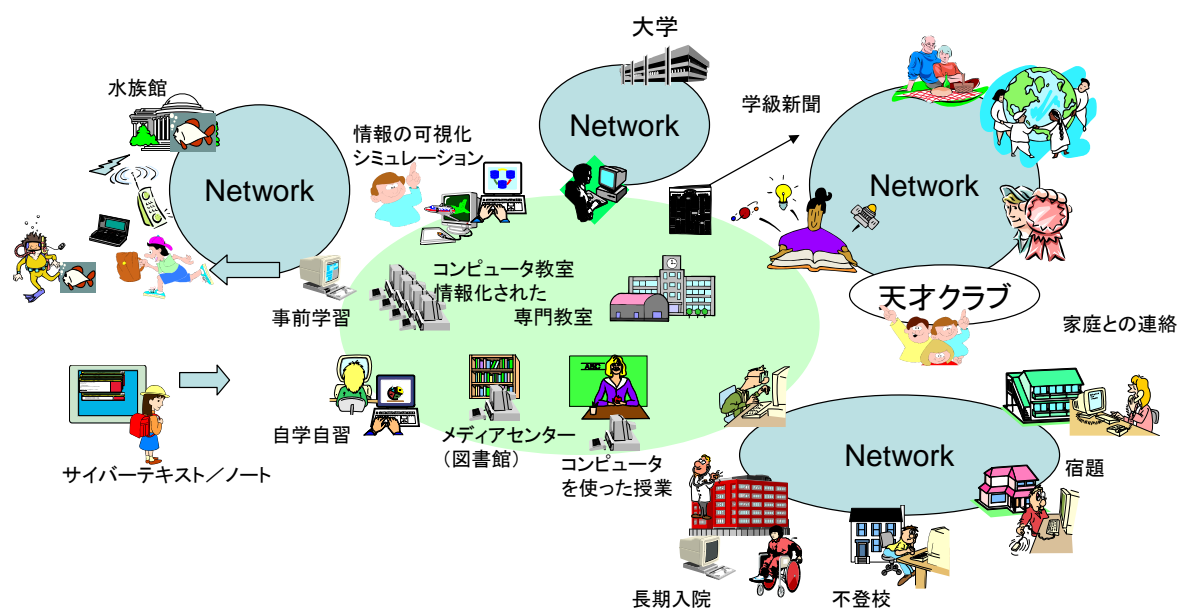 大学
水族館
学級新聞
情報の可視化
シミュレーション
Network
Network
Network
コンピュータ教室
情報化された
専門教室
事前学習
天才クラブ
家庭との連絡
ABC
自学自習
メディアセンター
（図書館）
コンピュータ
を使った授業
サイバーテキスト／ノート
Network
宿題
長期入院
不登校